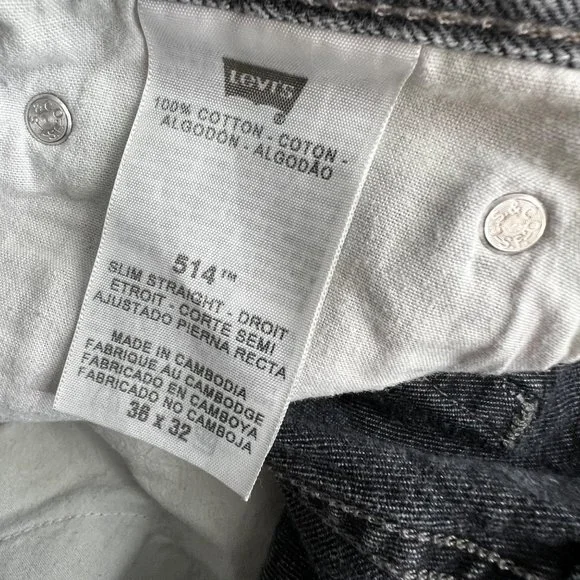 Levi's
®
100% COTTON - COTON -
ALGODÓN - ALGODÃO
514™
SLIM STRAIGHT - DROIT
ETROIT - CORTE SEMI
AJUSTADO PIERNA RECTA
MADE IN CAMBODIA
FABRIQUE AU CAMBODGE
FABRICADO EN CAMBOYA
FABRICADO NO CAMBOJA
36 x 32